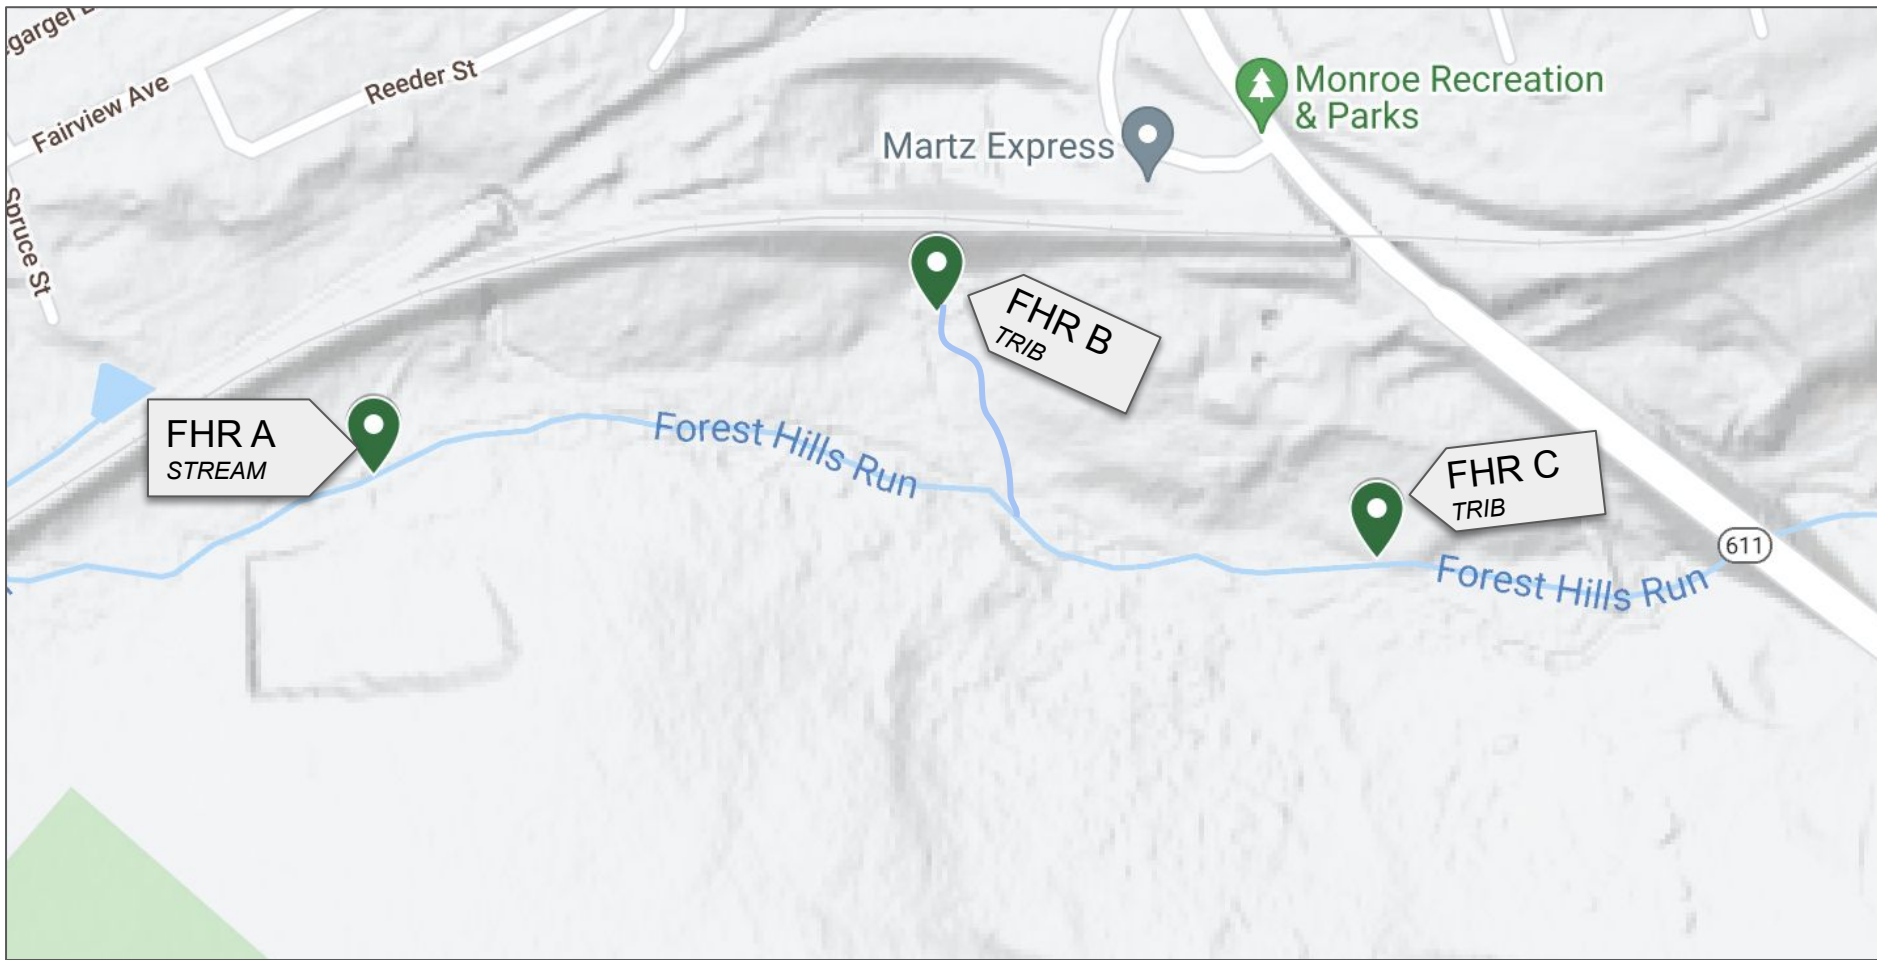 Fairview Ave
Reeder St
Spruce St
Monroe Recreation
& Parks
Martz Express
FHR B
TRIB
FHR A
STREAM
Forest Hills Run
FHR C
TRIB
611
Forest Hills Run